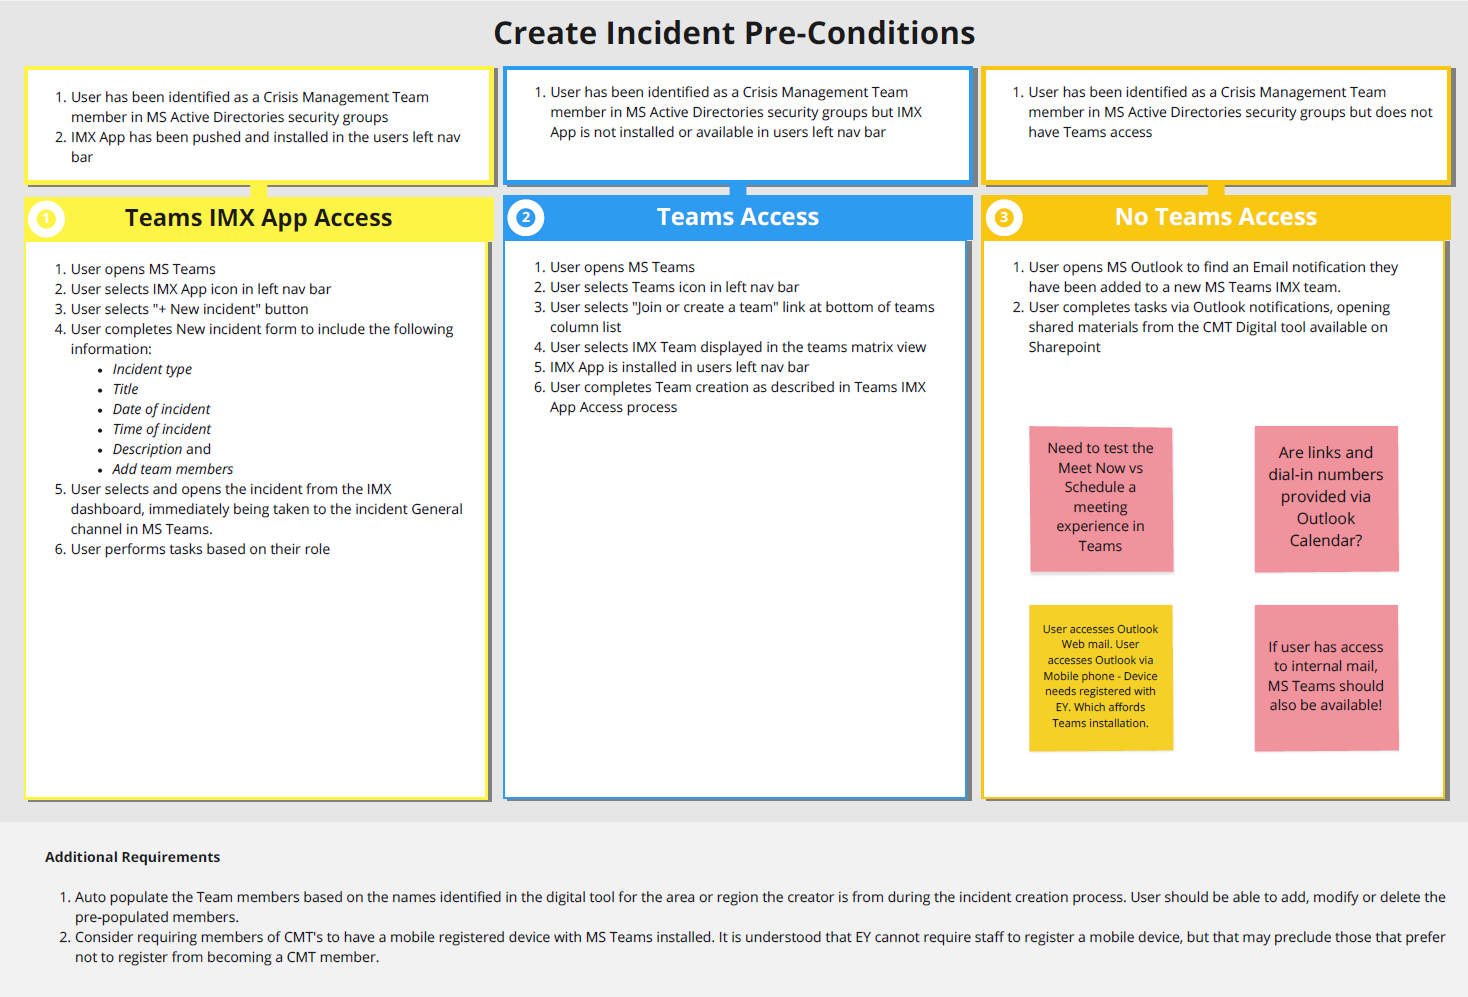 Create Incident Pre-Conditions
1. User has been identified as a Crisis Management Team
member in MS Active Directories security groups
2. IMX App has been pushed and installed in the users left nav
bar
1
Teams IMX App Access
1. User opens MS Teams
2. User selects IMX App icon in left nav bar
3. User selects "+ New incident" button
4. User completes New incident form to include the following
information:
• Incident type
• Title
• Date of incident
• Time of incident
• Description and
• Add team members
5. User selects and opens the incident from the IMX
dashboard, immediately being taken to the incident General
channel in MS Teams.
6. User performs tasks based on their role
1. User has been identified as a Crisis Management Team
member in MS Active Directories security groups but IMX
App is not installed or available in users left nav bar
2
Teams Access
1. User opens MS Teams
2. User selects Teams icon in left nav bar
3. User selects "Join or create a team" link at bottom of teams
column list
4. User selects IMX Team displayed in the teams matrix view
5. IMX App is installed in users left nav bar
6. User completes Team creation as described in Teams IMX
App Access process
1. User has been identified as a Crisis Management Team
member in MS Active Directories security groups but does not
have Teams access
3
No Teams Access
1. User opens MS Outlook to find an Email notification they
have been added to a new MS Teams IMX team.
2. User completes tasks via Outlook notifications, opening
shared materials from the CMT Digital tool available on
Sharepoint
Need to test the
Meet Now vs
Schedule a
meeting
experience in
Teams
Are links and
dial-in numbers
provided via
Outlook
Calendar?
User accesses Outlook
Web mail. User
accesses Outlook via
Mobile phone - Device
needs registered with
EY. Which affords
Teams installation.
If user has access
to internal mail,
MS Teams should
also be available!
Additional Requirements
1. Auto populate the Team members based on the names identified in the digital tool for the area or region the creator is from during the incident creation process. User should be able to add, modify or delete the
pre-populated members.
2. Consider requiring members of CMT's to have a mobile registered device with MS Teams installed. It is understood that EY cannot require staff to register a mobile device, but that may preclude those that prefer
not to register from becoming a CMT member.